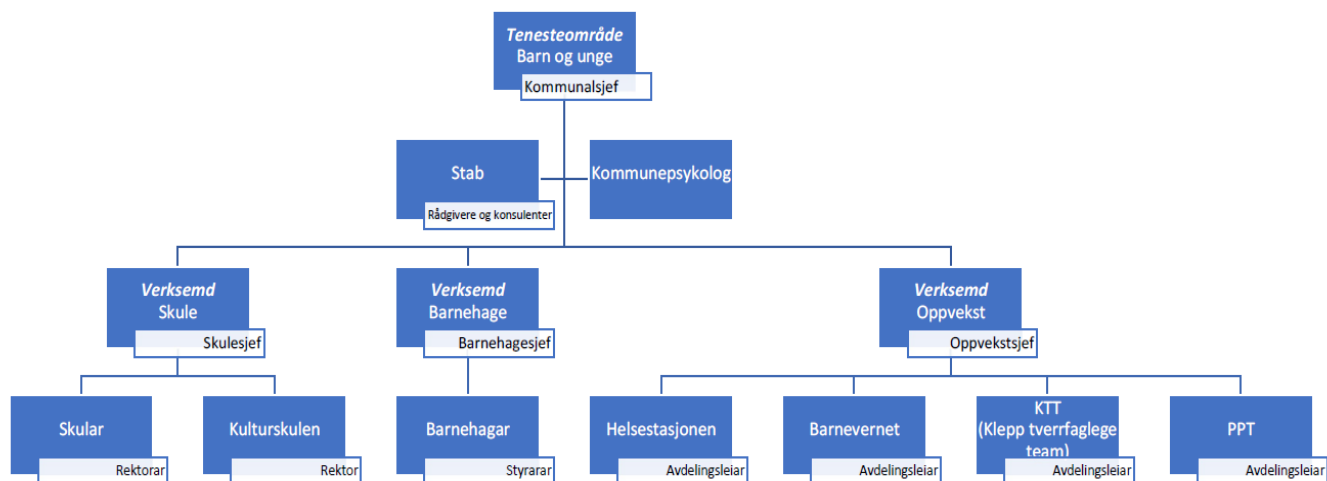 Tenesteområde
Barn og unge
Kommunalsjef
Stab
Rådgivere og konsulenter
Kommunepsykolog
Verksemd
Skule
Skulesjef
Verksemd
Barnehage
Barnehagesjef
Verksemd
Oppvekst
Oppvekstsjef
Skular
Rektorar
Kulturskulen
Rektor
Barnehagar
Styrarar
Helsestasjonen
Avdelingsleiar
Barnevernet
Avdelingsleiar
KTT
(Klepp tverrfaglege
team)
Avdelingsleiar
PPT
Avdelingsleiar